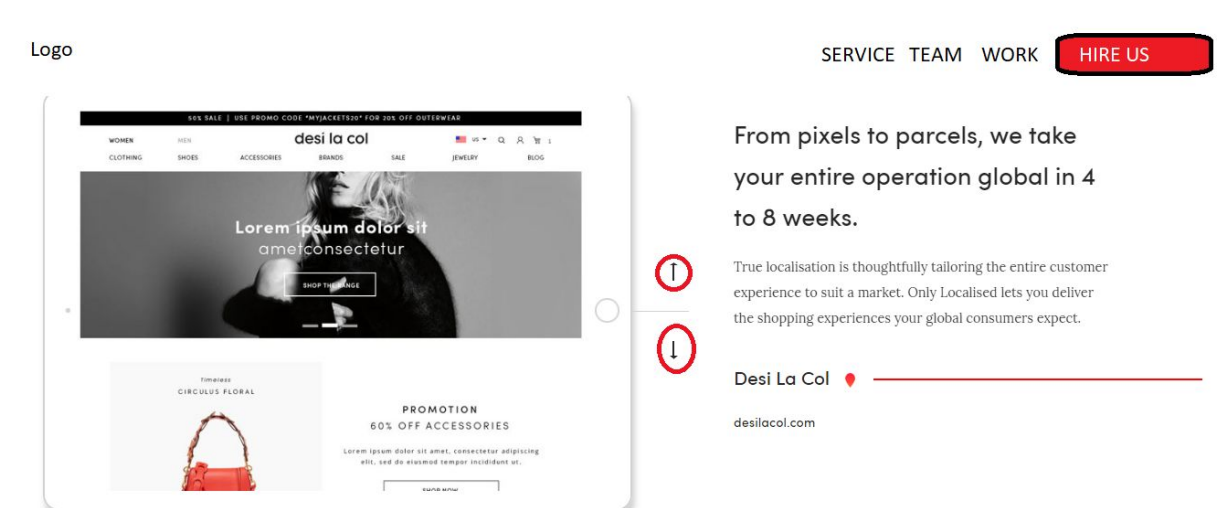 Logo
SERVICE TEAM WORK HIRE US
50% SALE | USE PROMO CODE "MYJACKETS20" FOR 20% OFF OUTERWEAR
WOMEN MEN desi la col US 1
CLOTHING SHOES ACCESSORIES BRANDS SALE JEWELRY BLOG
Lorem ipsum dolor sit
ametconsectetur
SHOP THE RANGE
Timeless
CIRCULUS FLORAL
PROMOTION
60% OFF ACCESSORIES
Lorem ipsum dolor sit amet, consectetur adipiscing
elit, sed do eiusmod tempor incididunt ut.
SHOP NOW
From pixels to parcels, we take
your entire operation global in 4
to 8 weeks.
True localisation is thoughtfully tailoring the entire customer
experience to suit a market. Only Localised lets you deliver
the shopping experiences your global consumers expect.
Desi La Col
desilacol.com